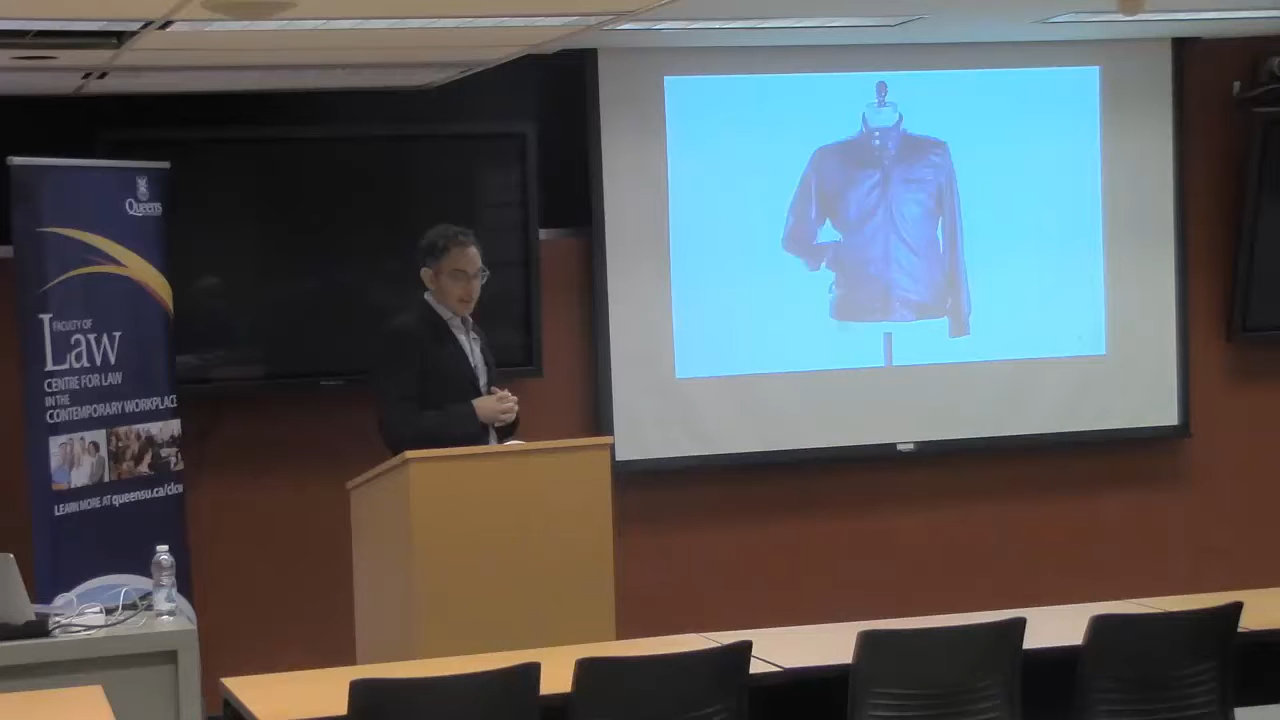 Queen's
FACULTY OF
Law
CENTRE FOR LAW
IN THE
CONTEMPORARY WORKPLACE
LEARN MORE AT queensu.ca/clcw